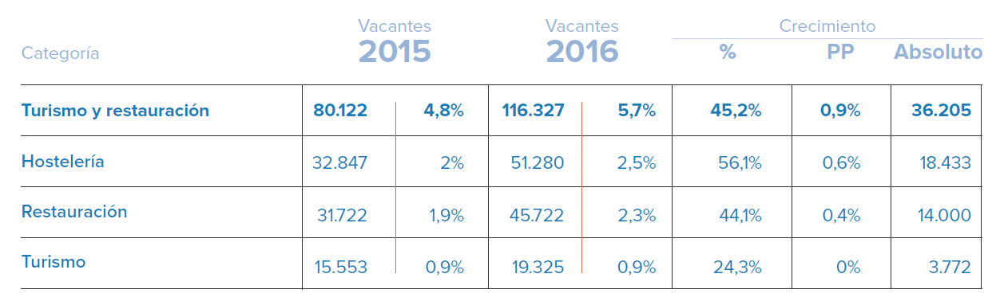 Vacantes Vacantes Crecimiento
Categoría 2015 2016 % PP Absoluto
Turismo y restauración 80.122 4,8% 116.327 5,7% 45,2% 0,9% 36.205
Hostelería 32.847 2% 51.280 2,5% 56,1% 0,6% 18.433
Restauración 31.722 1,9% 45.722 2,3% 44,1% 0,4% 14.000
Turismo 15.553 0,9% 19.325 0,9% 24,3% 0% 3.772